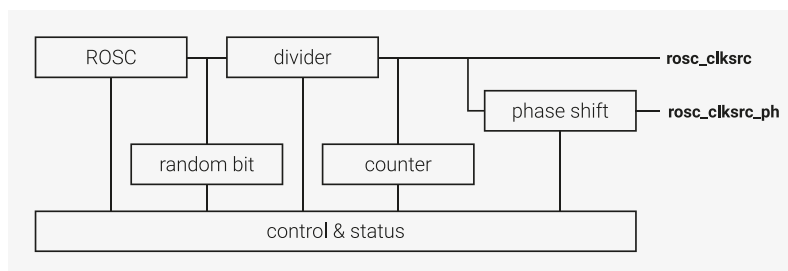 ROSC
divider
rosc_clksrc
phase shift
rosc_clksrc_ph
random bit
counter
control & status